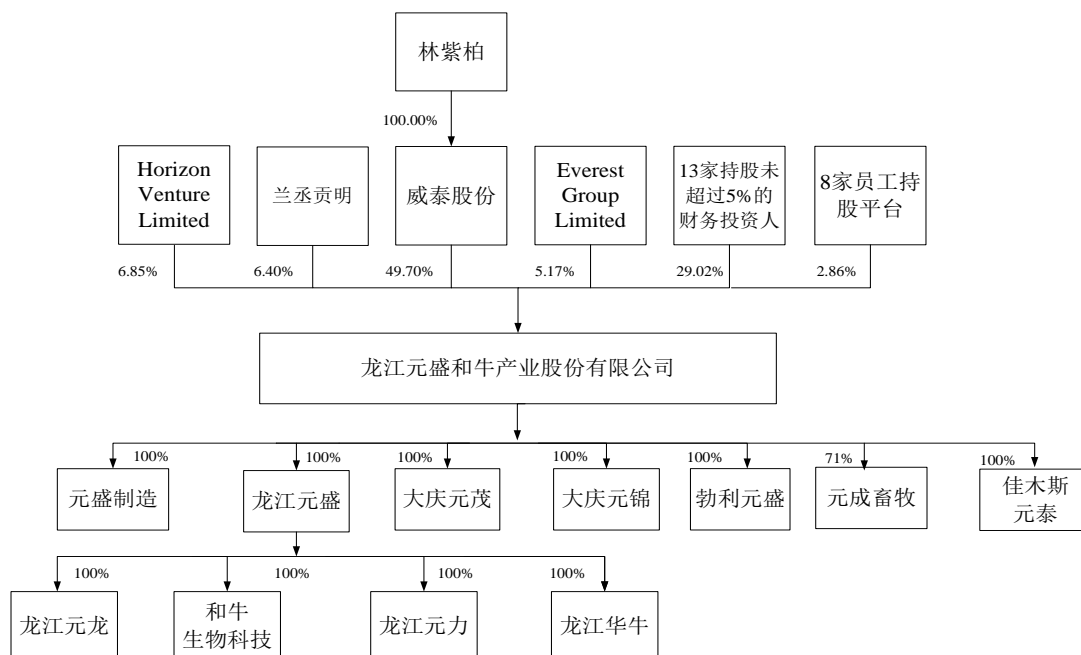 林紫柏
100.00%
Horizon
Venture
Limited
兰丞贡明
威泰股份
Everest
Group
Limited
13家持股未
超过5%的
财务投资人
8家员工持
股平台
6.85%
6.40%
49.70%
5.17%
29.02%
2.86%
龙江元盛和牛产业股份有限公司
100%
100%
100%
100%
100%
71%
100%
元盛制造
龙江元盛
大庆元茂
大庆元锦
勃利元盛
元成畜牧
佳木斯
元泰
100%
100%
100%
100%
龙江元龙
和牛
生物科技
龙江元力
龙江华牛